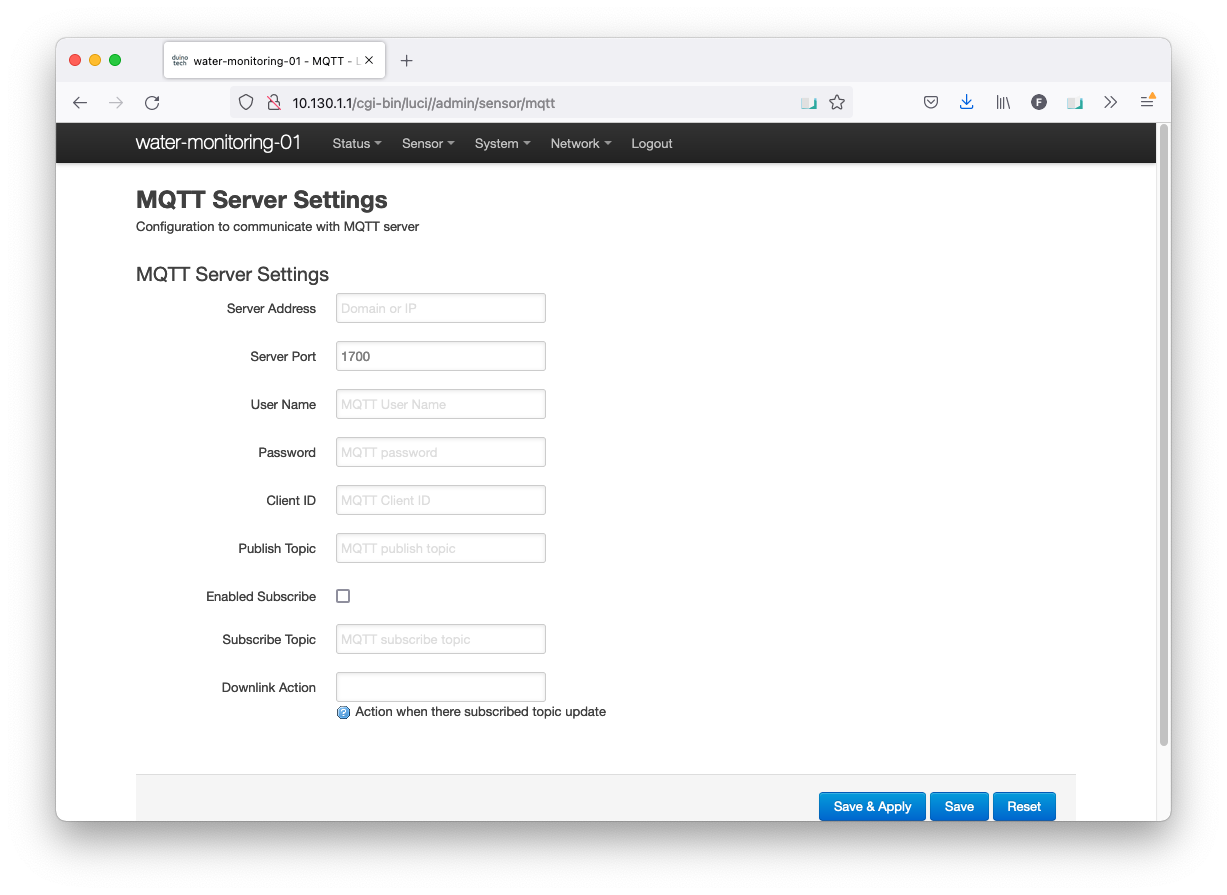 duino
tech
water-monitoring-01 - MQTT - L
10.130.1.1/cgi-bin/luci//admin/sensor/mqtt
F
water-monitoring-01 Status Sensor System Network Logout
MQTT Server Settings
Configuration to communicate with MQTT server
MQTT Server Settings
Server Address Domain or IP
Server Port 1700
User Name MQTT User Name
Password MQTT password
Client ID MQTT Client ID
Publish Topic MQTT publish topic
Enabled Subscribe
Subscribe Topic MQTT subscribe topic
Downlink Action
Action when there subscribed topic update
Save & Apply Save Reset